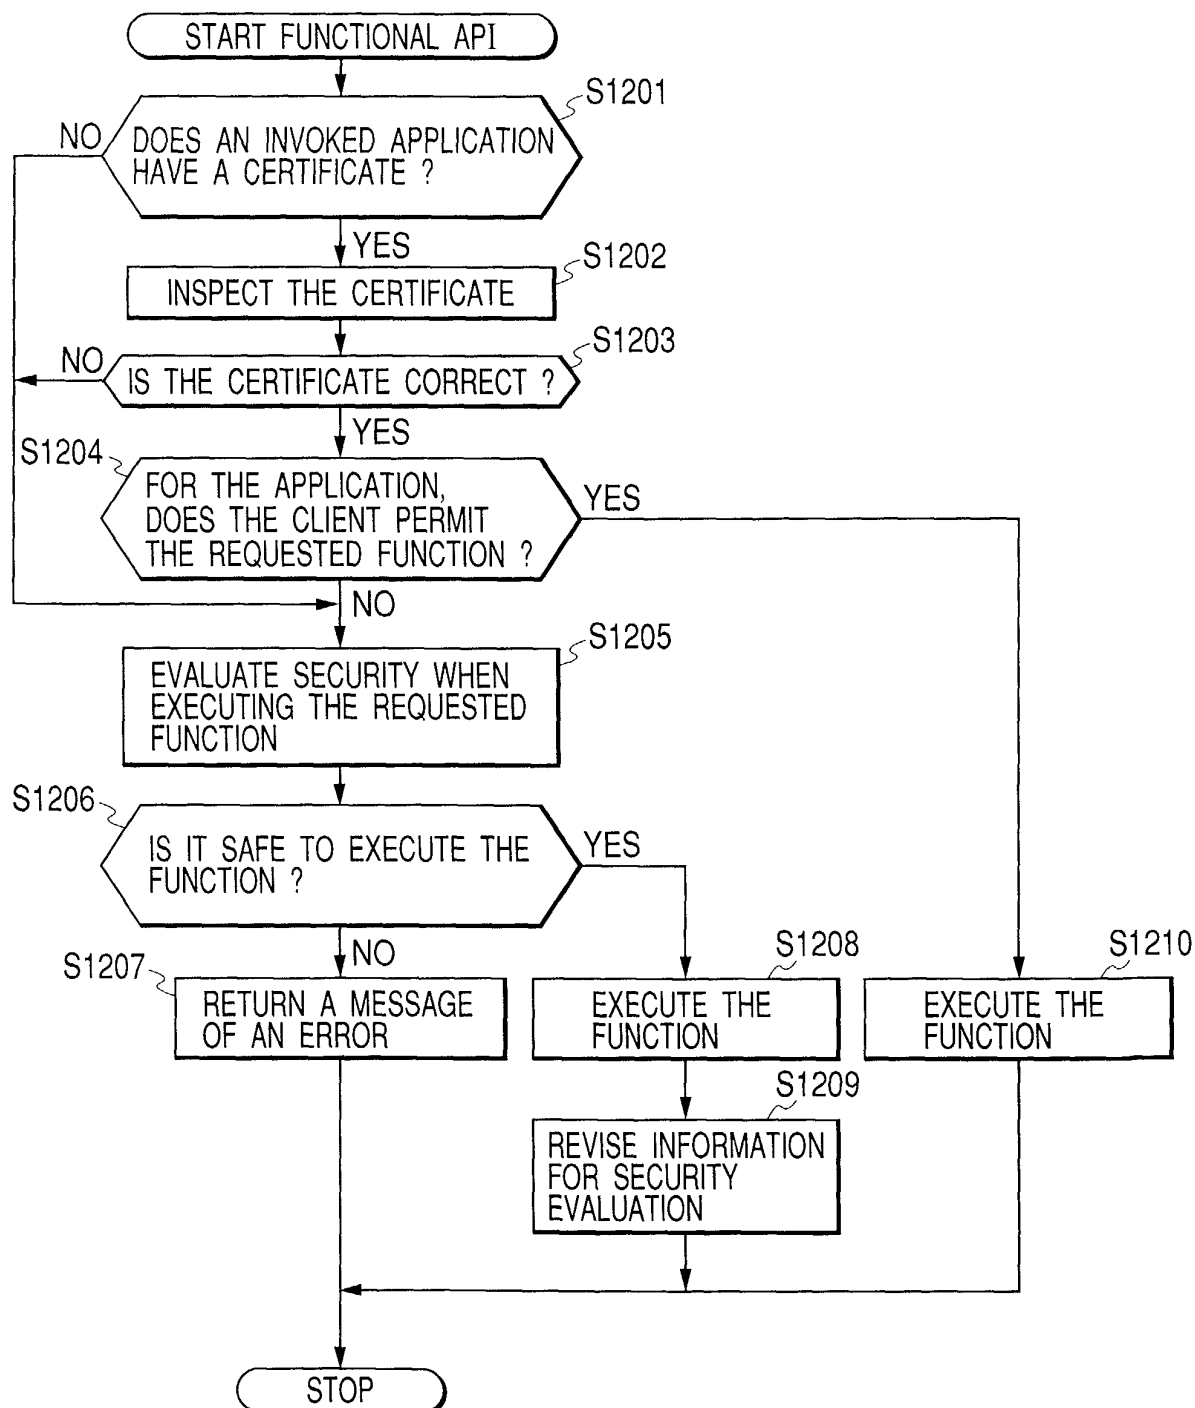 START FUNCTIONAL API
S1201
NO
DOES AN INVOKED APPLICATION
HAVE A CERTIFICATE ?
YES
S1202
INSPECT THE CERTIFICATE
S1203
NO
IS THE CERTIFICATE CORRECT ?
YES
S1204
FOR THE APPLICATION,
DOES THE CLIENT PERMIT
THE REQUESTED FUNCTION ?
YES
NO
S1205
EVALUATE SECURITY WHEN
EXECUTING THE REQUESTED
FUNCTION
S1206
IS IT SAFE TO EXECUTE THE
FUNCTION ?
YES
NO
S1207
RETURN A MESSAGE
OF AN ERROR
S1208
EXECUTE THE
FUNCTION
S1210
EXECUTE THE
FUNCTION
S1209
REVISE INFORMATION
FOR SECURITY
EVALUATION
STOP